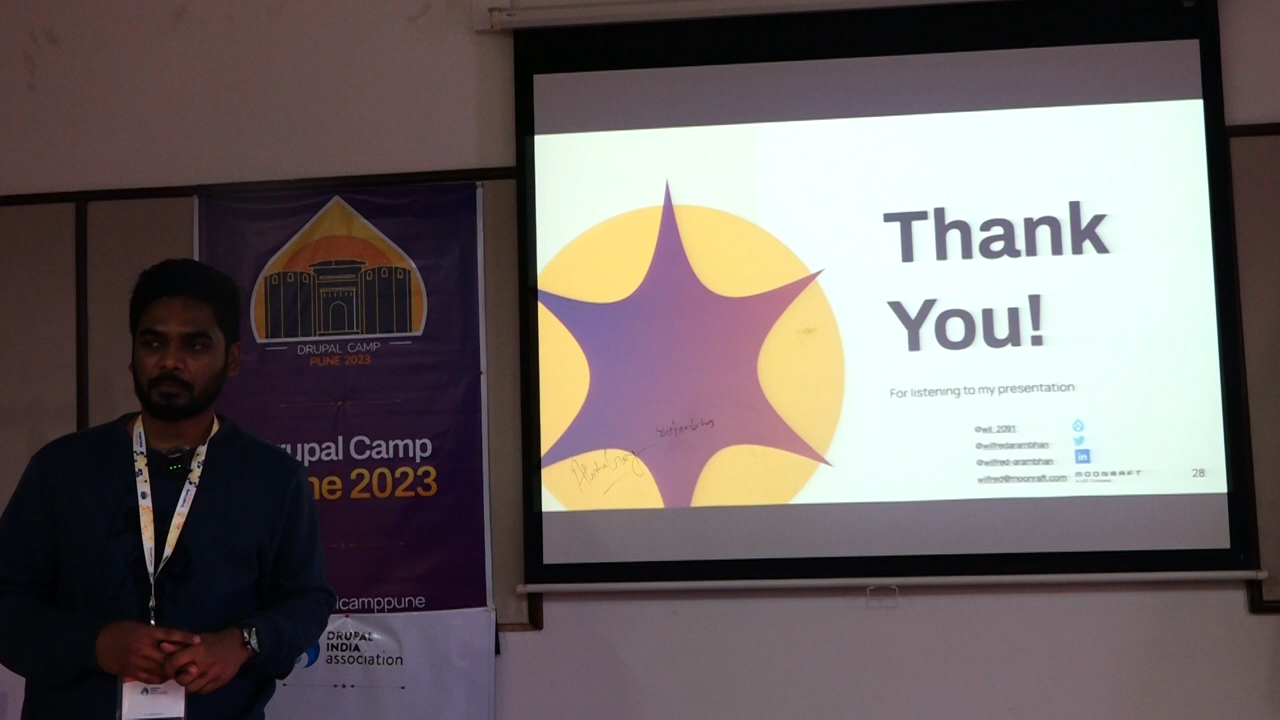 DRUPAL CAMP
PUNE 2023
rupal Camp
ne 2023
lcamppune
DRUPAL
INDIA
association
Thank
You!
For listening to my presentation
@wil_2091
@wilfredarambhan
@wilfred-arambhan
wilfred@moonraft.com
MOONRAFT
28